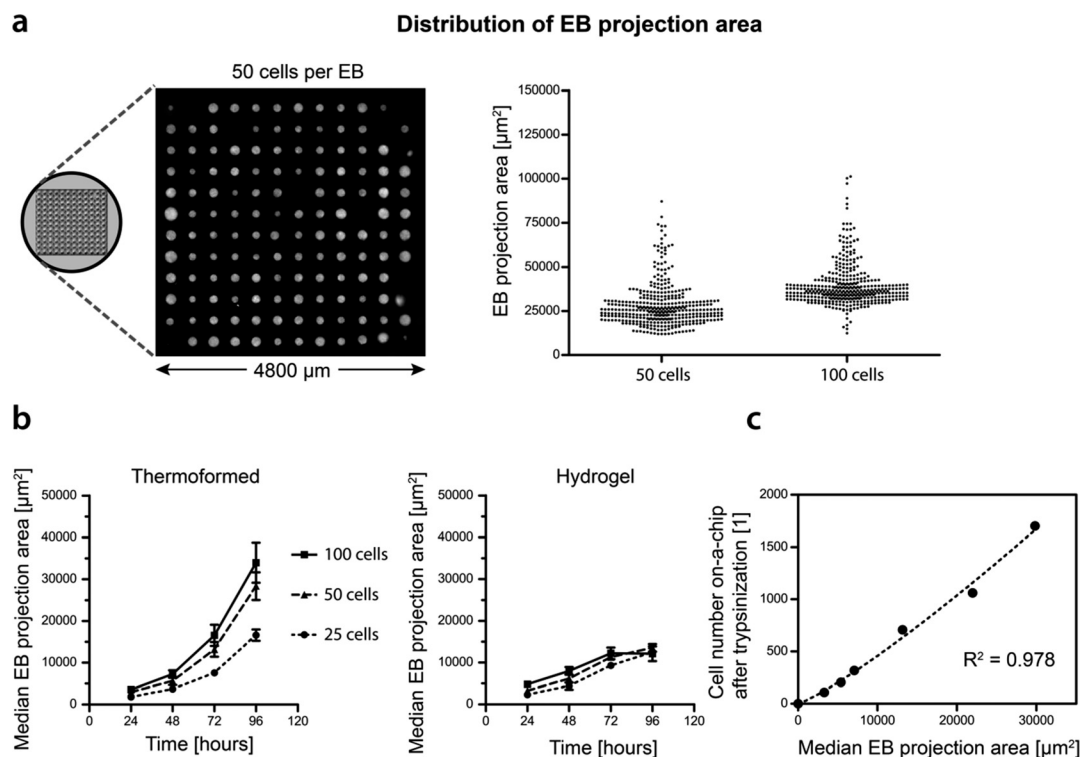 a
Distribution of EB projection area
50 cells per EB
4800 µm
EB projection area [µm²]
150000
125000
100000
75000
50000
25000
0
50 cells
100 cells
b
Thermoformed
Median EB projection area [µm²]
50000
40000
30000
20000
10000
0
0
24
48
72
96
120
Time [hours]
100 cells
50 cells
25 cells
Hydrogel
Median EB projection area [µm²]
50000
40000
30000
20000
10000
0
0
24
48
72
96
120
Time [hours]
c
Cell number on-a-chip
after trypsinization [1]
2000
1500
1000
500
0
0
10000
20000
30000
R² = 0.978
Median EB projection area [µm²]